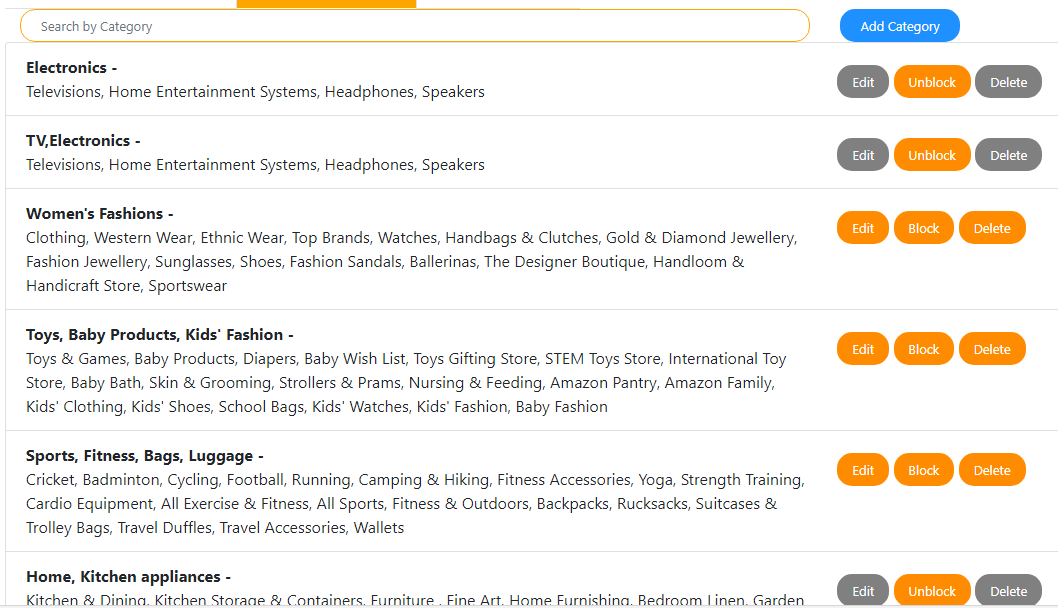 Search by Category
Add Category
Electronics -
Televisions, Home Entertainment Systems, Headphones, Speakers
Edit Unblock Delete
TV,Electronics -
Televisions, Home Entertainment Systems, Headphones, Speakers
Edit Unblock Delete
Women's Fashions -
Clothing, Western Wear, Ethnic Wear, Top Brands, Watches, Handbags & Clutches, Gold & Diamond Jewellery,
Fashion Jewellery, Sunglasses, Shoes, Fashion Sandals, Ballerinas, The Designer Boutique, Handloom &
Handicraft Store, Sportswear
Edit Block Delete
Toys, Baby Products, Kids' Fashion -
Toys & Games, Baby Products, Diapers, Baby Wish List, Toys Gifting Store, STEM Toys Store, International Toy
Store, Baby Bath, Skin & Grooming, Strollers & Prams, Nursing & Feeding, Amazon Pantry, Amazon Family,
Kids' Clothing, Kids' Shoes, School Bags, Kids' Watches, Kids' Fashion, Baby Fashion
Edit Block Delete
Sports, Fitness, Bags, Luggage -
Cricket, Badminton, Cycling, Football, Running, Camping & Hiking, Fitness Accessories, Yoga, Strength Training,
Cardio Equipment, All Exercise & Fitness, All Sports, Fitness & Outdoors, Backpacks, Rucksacks, Suitcases &
Trolley Bags, Travel Duffles, Travel Accessories, Wallets
Edit Block Delete
Home, Kitchen appliances -
Kitchen & Dining, Kitchen Storage & Containers, Furniture , Fine Art, Home Furnishing, Bedroom Linen, Garden
Edit Unblock Delete